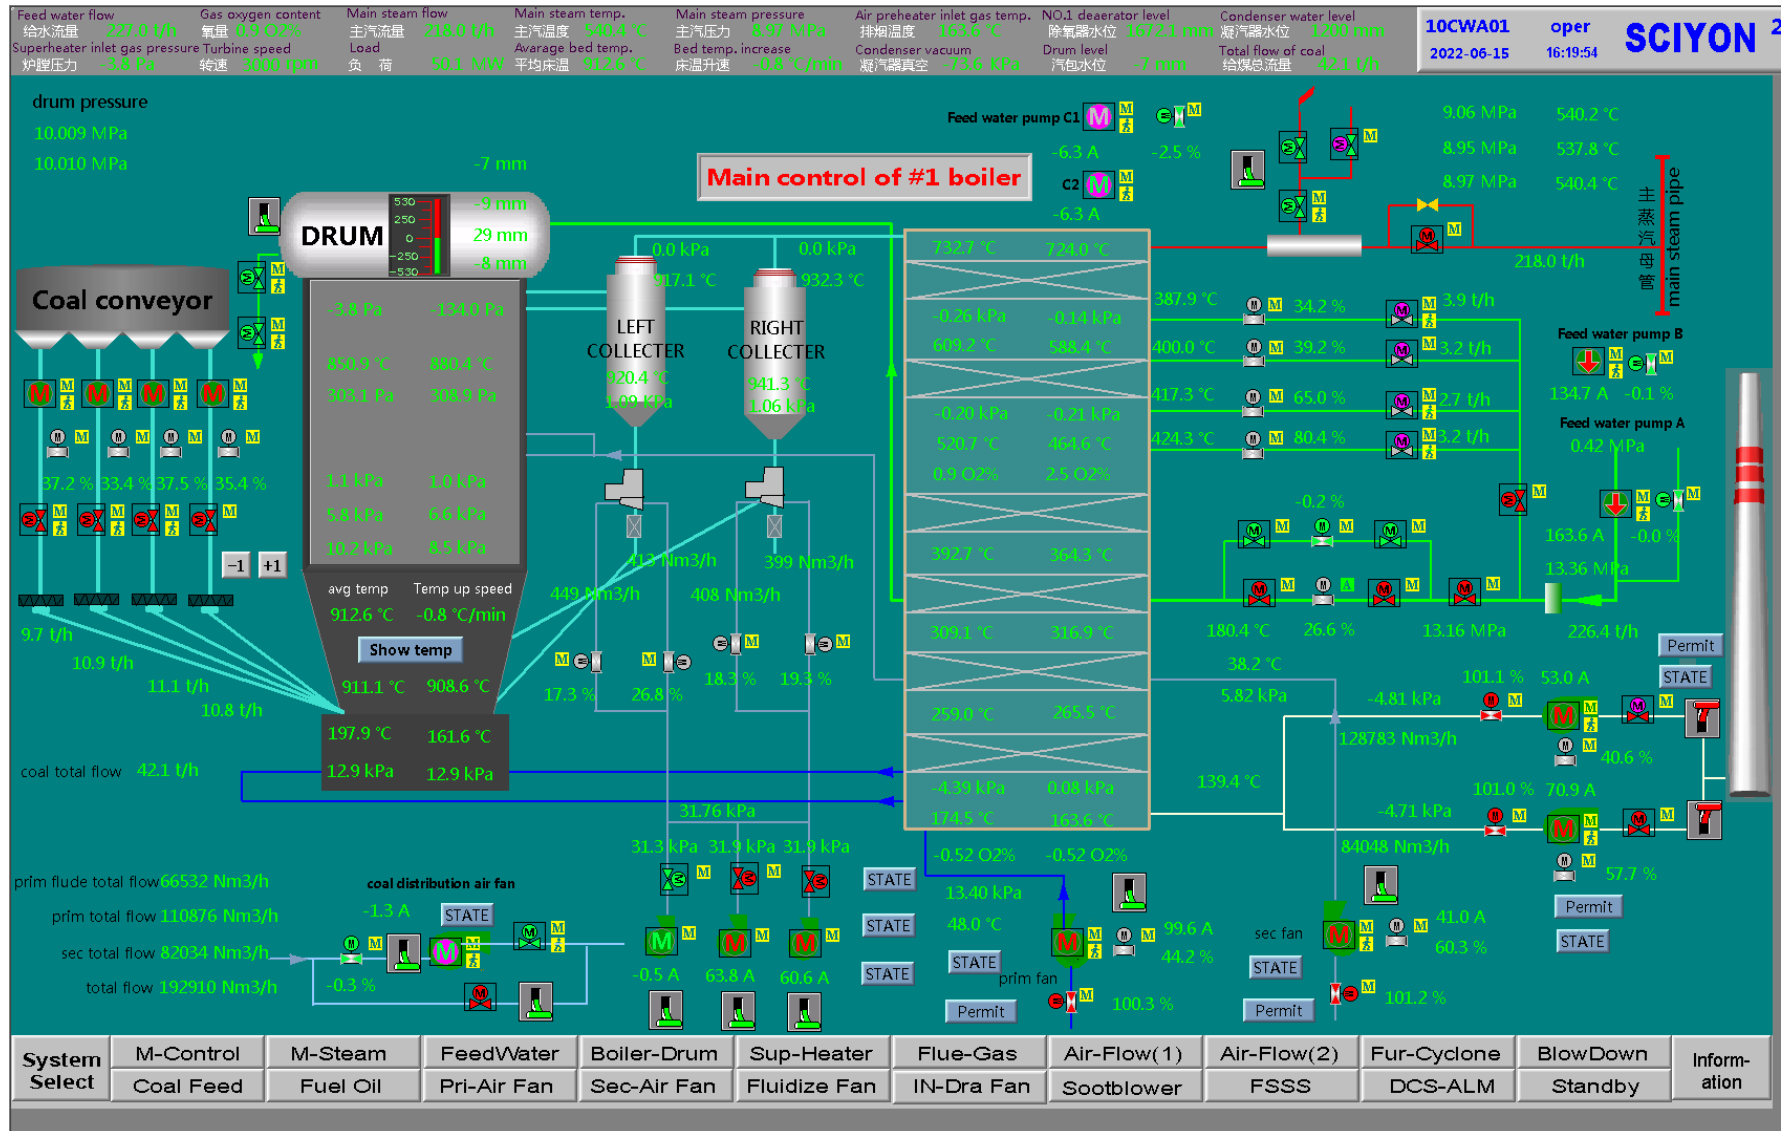 Feed water flow Gas oxygen content Main steam flow Main steam temp. Main steam pressure Air preheater inlet gas temp. NO.1 deaerator level Condenser water level
给水流量 227.0 t/h 氧量 0.9 O2% 主汽流量 218.0 t/h 主汽温度 540.4 °C 主汽压力 8.97 MPa 排烟温度 163.6 °C 除氧器水位 1672.1 mm 凝汽器水位 1200 mm
Superheater inlet gas pressure Turbine speed Load Avarage bed temp. Bed temp. increase Condenser vacuum Drum level Total flow of coal
炉膛压力 -3.8 Pa 转速 3000 rpm 负 荷 50.1 MW 平均床温 912.6 °C 床温升速 -0.8 °C/min 凝汽器真空 -73.6 KPa 汽包水位 -7 mm 给煤总流量 42.1 t/h
10CWA01 oper
2022-06-15 16:19:54
SCIYON 2
drum pressure
10.009 MPa
10.010 MPa
-7 mm
Main control of #1 boiler
Feed water pump C1
-6.3 A -2.5 %
C2
-6.3 A
9.06 MPa 540.2 °C
8.95 MPa 537.8 °C
8.97 MPa 540.4 °C
主蒸汽母管
main steam pipe
218.0 t/h
DRUM
530
250
0
-250
-530
-9 mm
29 mm
-8 mm
Coal conveyor
0.0 kPa 0.0 kPa
917.1 °C 932.3 °C
LEFT COLLECTER
RIGHT COLLECTER
920.4 °C 941.3 °C
1.09 KPa 1.06 kPa
-3.8 Pa -134.0 Pa
850.9 °C 880.4 °C
303.1 Pa 308.9 Pa
1.1 kPa 1.0 kPa
5.8 kPa 6.6 kPa
10.2 kPa 8.5 kPa
avg temp Temp up speed
912.6 °C -0.8 °C/min
Show temp
911.1 °C 908.6 °C
197.9 °C 161.6 °C
12.9 kPa 12.9 kPa
37.2 % 33.4 % 37.5 % 35.4 %
-1 +1
9.7 t/h
10.9 t/h
11.1 t/h
10.8 t/h
coal total flow 42.1 t/h
413 Nm3/h 399 Nm3/h
449 Nm3/h 408 Nm3/h
17.3 % 26.8 % 18.3 % 19.3 %
31.76 kPa
31.3 kPa 31.9 kPa 31.9 kPa
732.7 °C 724.0 °C
-0.26 kPa -0.14 kPa
609.2 °C 588.4 °C
-0.20 kPa -0.21 kPa
520.7 °C 464.6 °C
0.9 O2% 2.5 O2%
392.7 °C 364.3 °C
309.1 °C 316.9 °C
259.0 °C 265.5 °C
-4.39 kPa 0.08 kPa
174.5 °C 163.6 °C
-0.52 O2% -0.52 O2%
387.9 °C 34.2 % 3.9 t/h
400.0 °C 39.2 % 3.2 t/h
417.3 °C 65.0 % 2.7 t/h
424.3 °C 80.4 % 3.2 t/h
-0.2 %
180.4 °C 26.6 % 13.16 MPa 226.4 t/h
Feed water pump B
134.7 A -0.1 %
Feed water pump A
0.42 MPa
163.6 A -0.0 %
13.36 MPa
38.2 °C
5.82 kPa
Permit
STATE
101.1 % 53.0 A
-4.81 kPa
128783 Nm3/h
40.6 %
139.4 °C
101.0 % 70.9 A
-4.71 kPa
84048 Nm3/h
57.7 %
Permit
STATE
prim flude total flow 66532 Nm3/h
prim total flow 110876 Nm3/h
sec total flow 82034 Nm3/h
total flow 192910 Nm3/h
coal distribution air fan
-1.3 A STATE
-0.3 %
-0.5 A 63.8 A 60.6 A
STATE
STATE
STATE
13.40 kPa
48.0 °C
STATE
prim fan
Permit
99.6 A
44.2 %
100.3 %
sec fan
STATE
Permit
41.0 A
60.3 %
101.2 %
System Select
M-Control M-Steam FeedWater Boiler-Drum Sup-Heater Flue-Gas Air-Flow(1) Air-Flow(2) Fur-Cyclone BlowDown
Coal Feed Fuel Oil Pri-Air Fan Sec-Air Fan Fluidize Fan IN-Dra Fan Sootblower FSSS DCS-ALM Standby
Inform-
ation